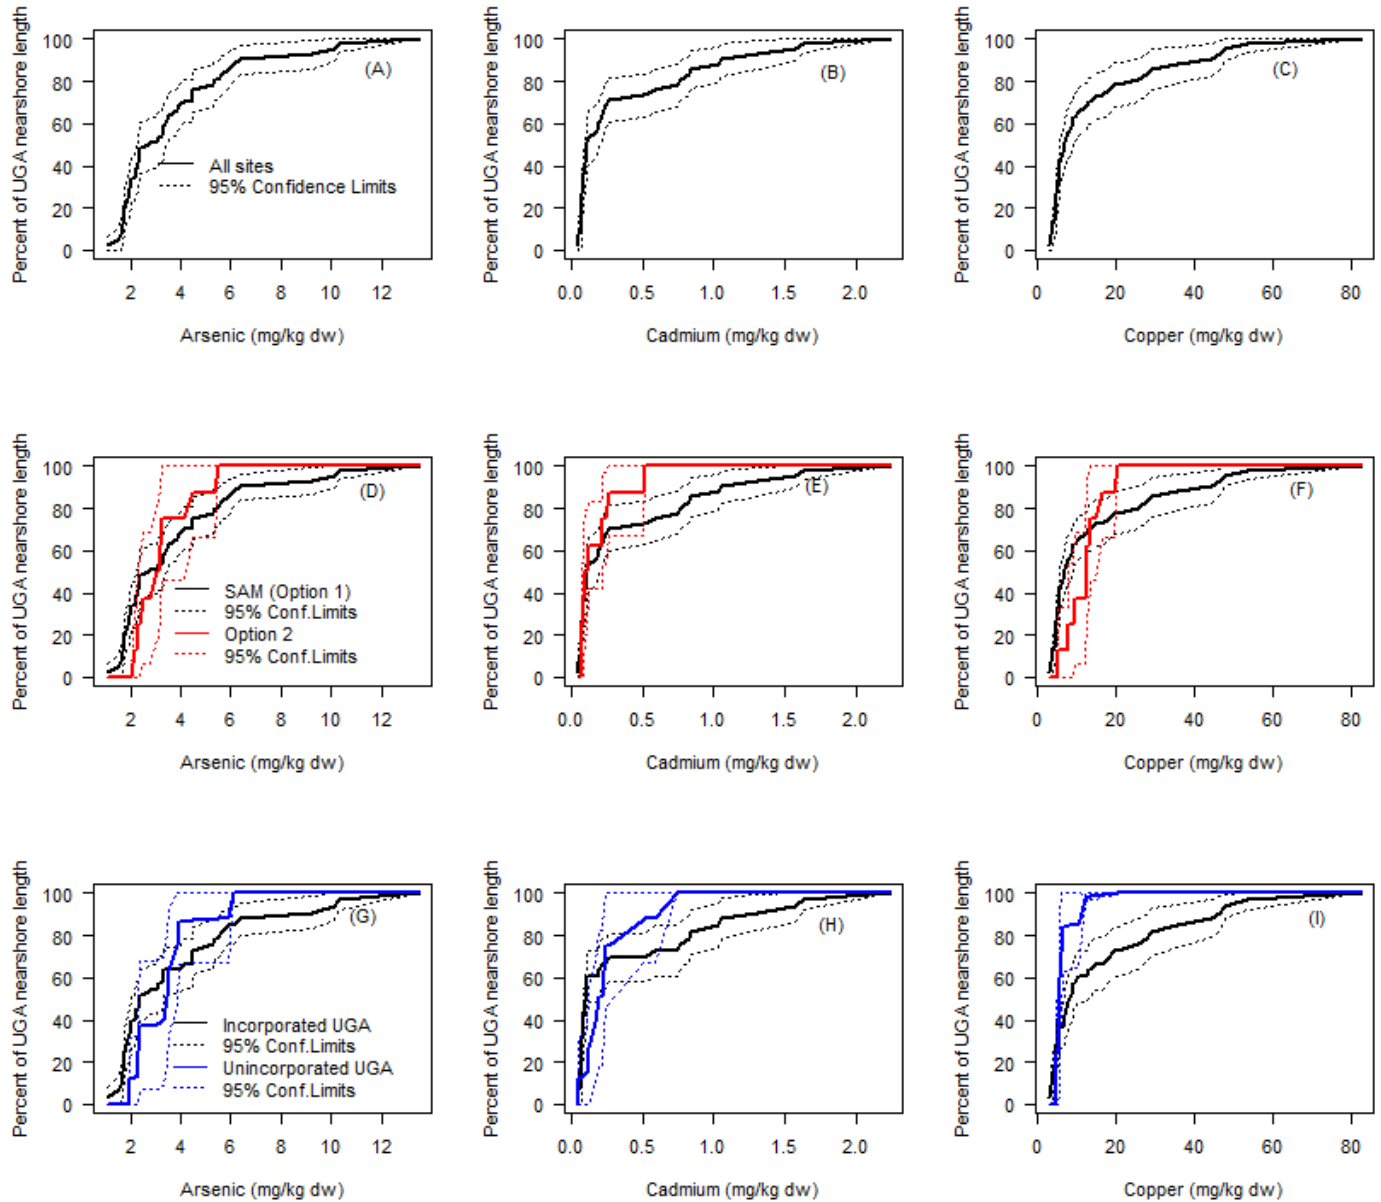 Percent of UGA nearshore length
100
80
60
40
20
0
(A)
All sites
95% Confidence Limits
2 4 6 8 10 12
Arsenic (mg/kg dw)
Percent of UGA nearshore length
100
80
60
40
20
0
(B)
0.0 0.5 1.0 1.5 2.0
Cadmium (mg/kg dw)
Percent of UGA nearshore length
100
80
60
40
20
0
(C)
0 20 40 60 80
Copper (mg/kg dw)
Percent of UGA nearshore length
100
80
60
40
20
0
(D)
SAM (Option 1)
95% Conf.Limits
Option 2
95% Conf.Limits
2 4 6 8 10 12
Arsenic (mg/kg dw)
Percent of UGA nearshore length
100
80
60
40
20
0
(E)
0.0 0.5 1.0 1.5 2.0
Cadmium (mg/kg dw)
Percent of UGA nearshore length
100
80
60
40
20
0
(F)
0 20 40 60 80
Copper (mg/kg dw)
Percent of UGA nearshore length
100
80
60
40
20
0
(G)
Incorporated UGA
95% Conf.Limits
Unincorporated UGA
95% Conf.Limits
2 4 6 8 10 12
Arsenic (mg/kg dw)
Percent of UGA nearshore length
100
80
60
40
20
0
(H)
0.0 0.5 1.0 1.5 2.0
Cadmium (mg/kg dw)
Percent of UGA nearshore length
100
80
60
40
20
0
(I)
0 20 40 60 80
Copper (mg/kg dw)